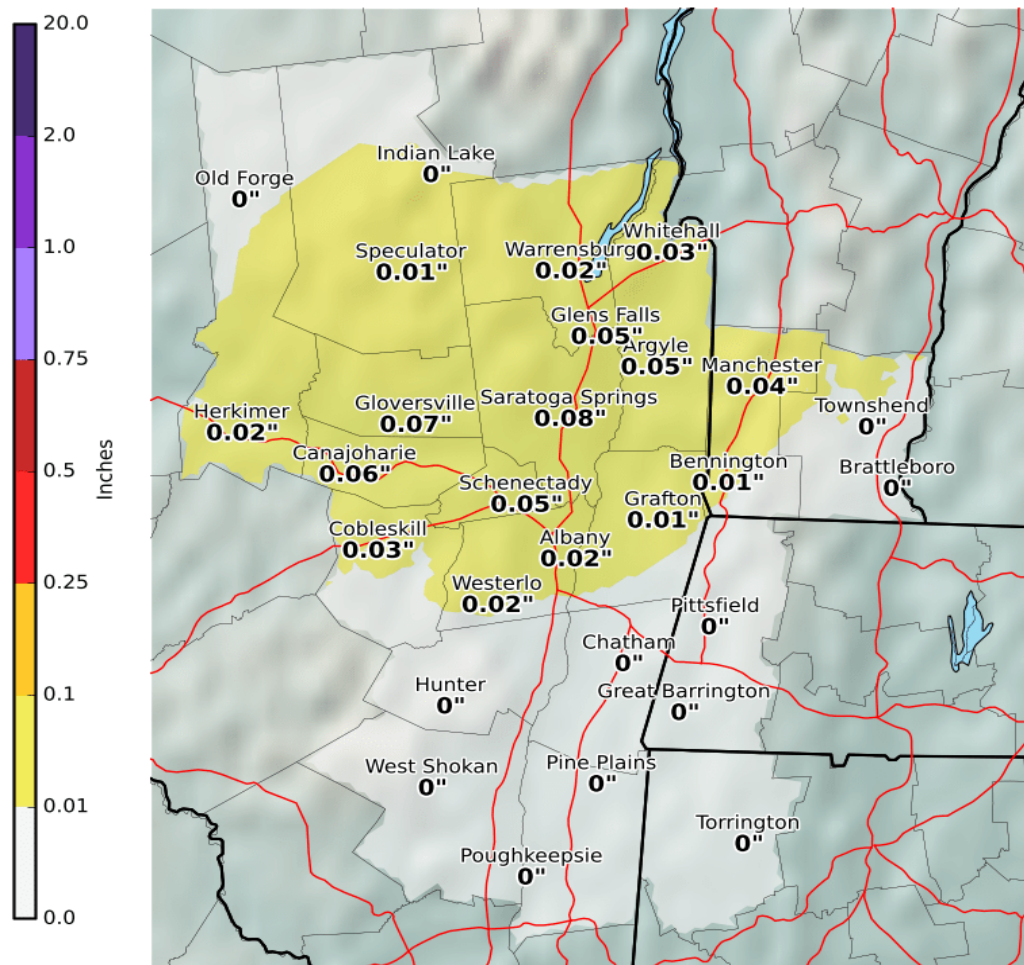 20.0
2.0
1.0
0.75
0.5
0.25
0.1
0.01
0.0
Inches
Indian Lake
0"
Old Forge
0"
Whitehall
0.03"
Speculator
0.01"
Warrensburg
0.02"
Glens Falls
0.05"
Argyle
0.05"
Manchester
0.04"
Saratoga Springs
0.08"
Gloversville
0.07"
Herkimer
0.02"
Townshend
0"
Canajoharie
0.06"
Bennington
0.01"
Brattleboro
0"
Schenectady
0.05"
Grafton
0.01"
Cobleskill
0.03"
Albany
0.02"
Westerlo
0.02"
Pittsfield
0"
Chatham
0"
Hunter
0"
Great Barrington
0"
West Shokan
0"
Pine Plains
0"
Torrington
0"
Poughkeepsie
0"